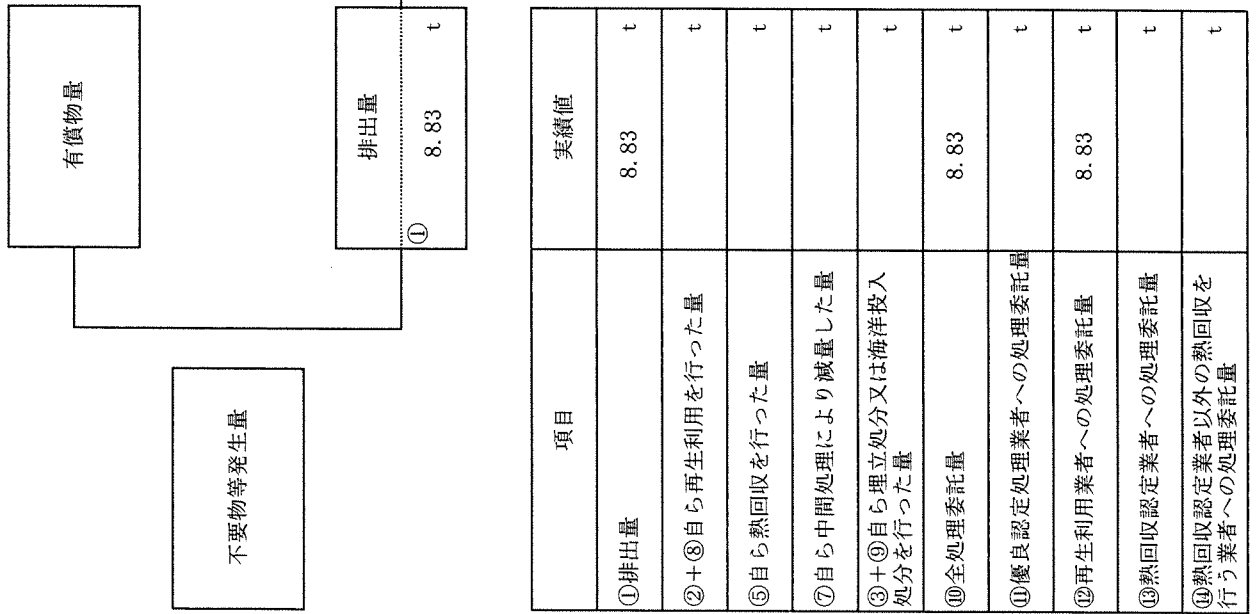 不要物等発生量
有償物量
排出量
① 8.83 t
項目 実績値
①排出量 8.83 t
②+⑧自ら再生利用を行った量 t
⑤自ら熱回収を行った量 t
⑦自ら中間処理により減量した量 t
③+⑨自ら埋立処分又は海洋投入
処分を行った量 t
⑩全処理委託量 8.83 t
⑪優良認定処理業者への処理委託量 t
⑫再生利用業者への処理委託量 8.83 t
⑬熱回収認定業者への処理委託量 t
⑭熱回収認定業者以外の熱回収を
行う業者への処理委託量 t